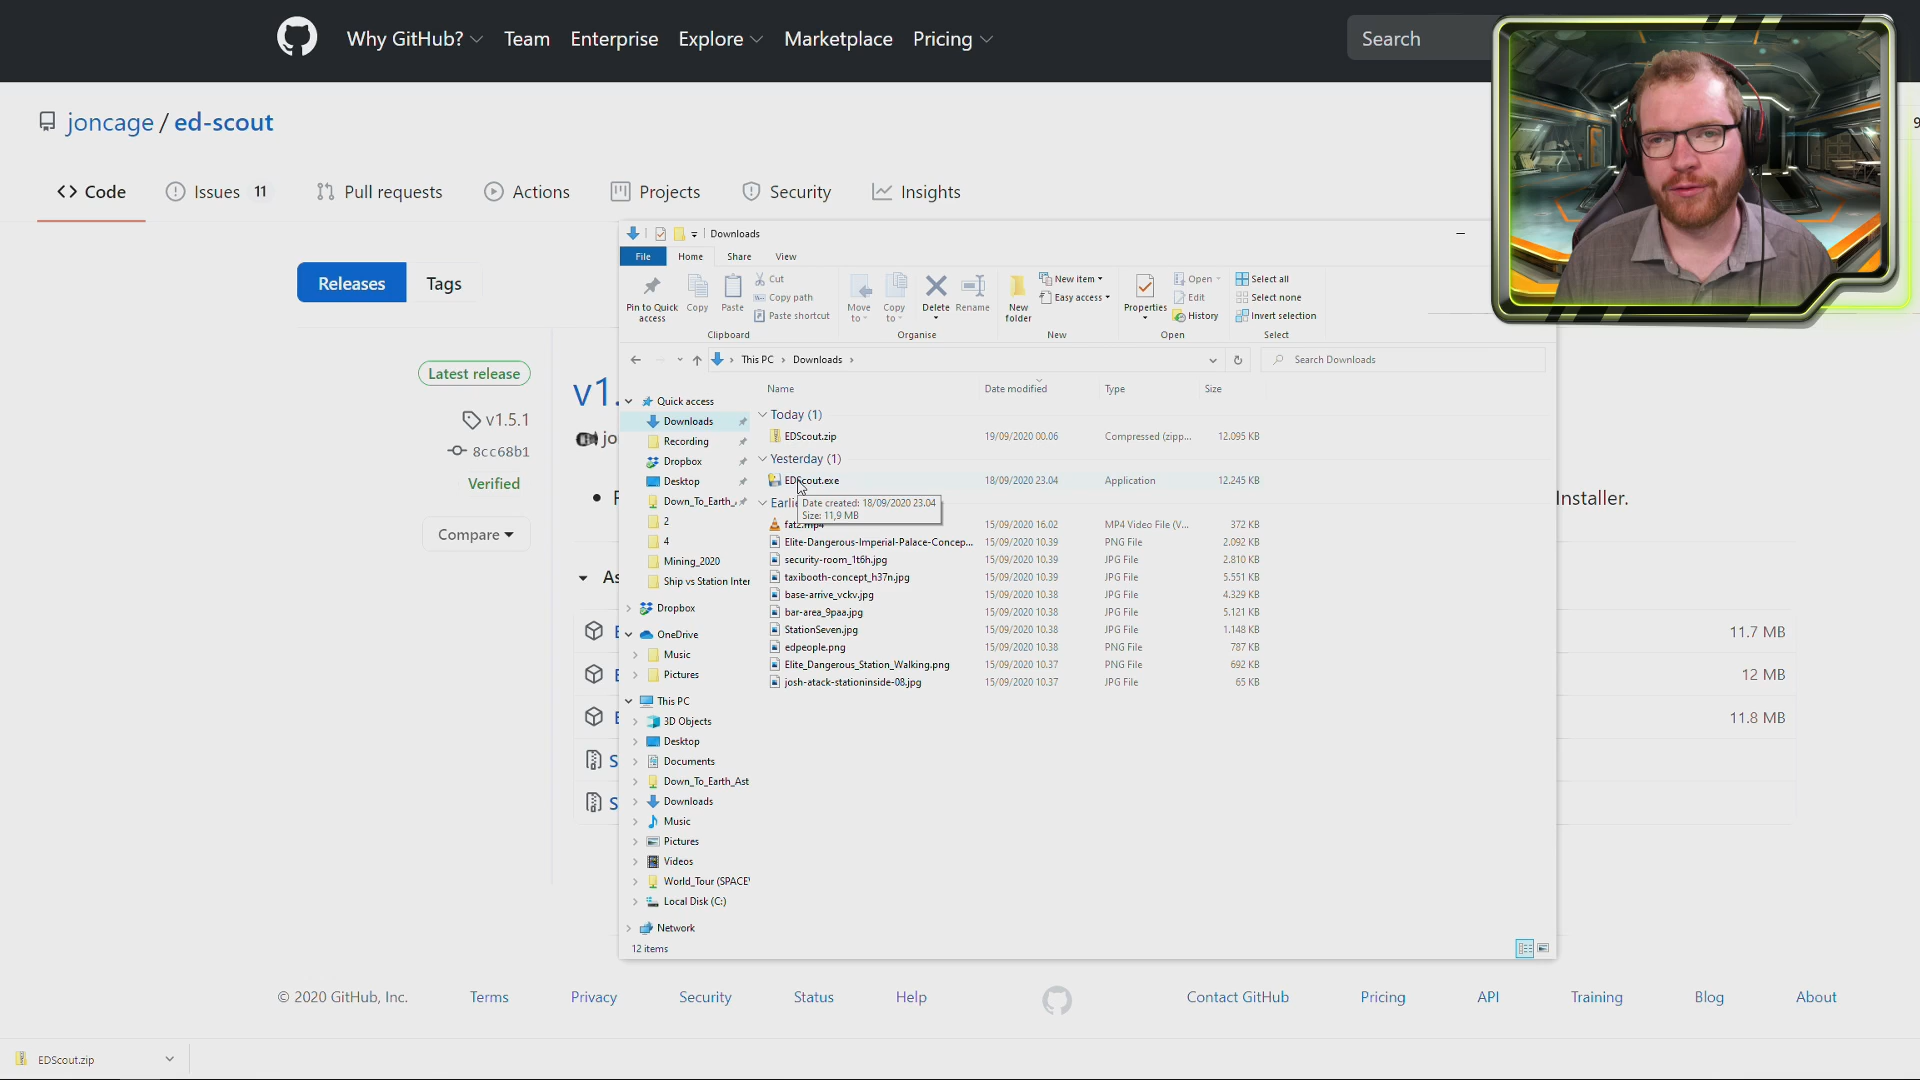 Why GitHub? Team Enterprise Explore Marketplace Pricing Search
joncage / ed-scout
9
Code Issues 11 Pull requests Actions Projects Security Insights
Releases Tags
Latest release
v1.5.1
8cc68b1
Verified
Compare
v1.
jo
Installer.
As
11.7 MB
12 MB
11.8 MB
S
S
Downloads
File Home Share View
Pin to Quick access
Copy
Paste
Cut
Copy path
Paste shortcut
Clipboard
Move to
Copy to
Delete
Rename
Organise
New folder
New item
Easy access
New
Properties
Open
Edit
History
Open
Select all
Select none
Invert selection
Select
This PC Downloads
Search Downloads
Name Date modified Type Size
Quick access
Downloads
Recording
Dropbox
Desktop
Down_To_Earth_
2
4
Mining_2020
Ship vs Station Inter
Dropbox
OneDrive
Music
Pictures
This PC
3D Objects
Desktop
Documents
Down_To_Earth_Ast
Downloads
Music
Pictures
Videos
World_Tour (SPACE'
Local Disk (C:)
Network
12 items
Today (1)
EDScout.zip 19/09/2020 00.06 Compressed (zipp... 12.095 KB
Yesterday (1)
EDScout.exe 18/09/2020 23.04 Application 12.245 KB
Earli
Date created: 18/09/2020 23.04
Size: 11,9 MB
fat2.mp4 15/09/2020 16.02 MP4 Video File (V... 372 KB
Elite-Dangerous-Imperial-Palace-Concep... 15/09/2020 10.39 PNG File 2.092 KB
security-room_1t6h.jpg 15/09/2020 10.39 JPG File 2.810 KB
taxibooth-concept_h37n.jpg 15/09/2020 10.39 JPG File 5.551 KB
base-arrive_vckv.jpg 15/09/2020 10.38 JPG File 4.329 KB
bar-area_9paa.jpg 15/09/2020 10.38 JPG File 5.121 KB
StationSeven.jpg 15/09/2020 10.38 JPG File 1.148 KB
edpeople.png 15/09/2020 10.38 PNG File 787 KB
Elite_Dangerous_Station_Walking.png 15/09/2020 10.37 PNG File 692 KB
josh-atack-stationinside-08.jpg 15/09/2020 10.37 JPG File 65 KB
© 2020 GitHub, Inc. Terms Privacy Security Status Help Contact GitHub Pricing API Training Blog About
EDScout.zip